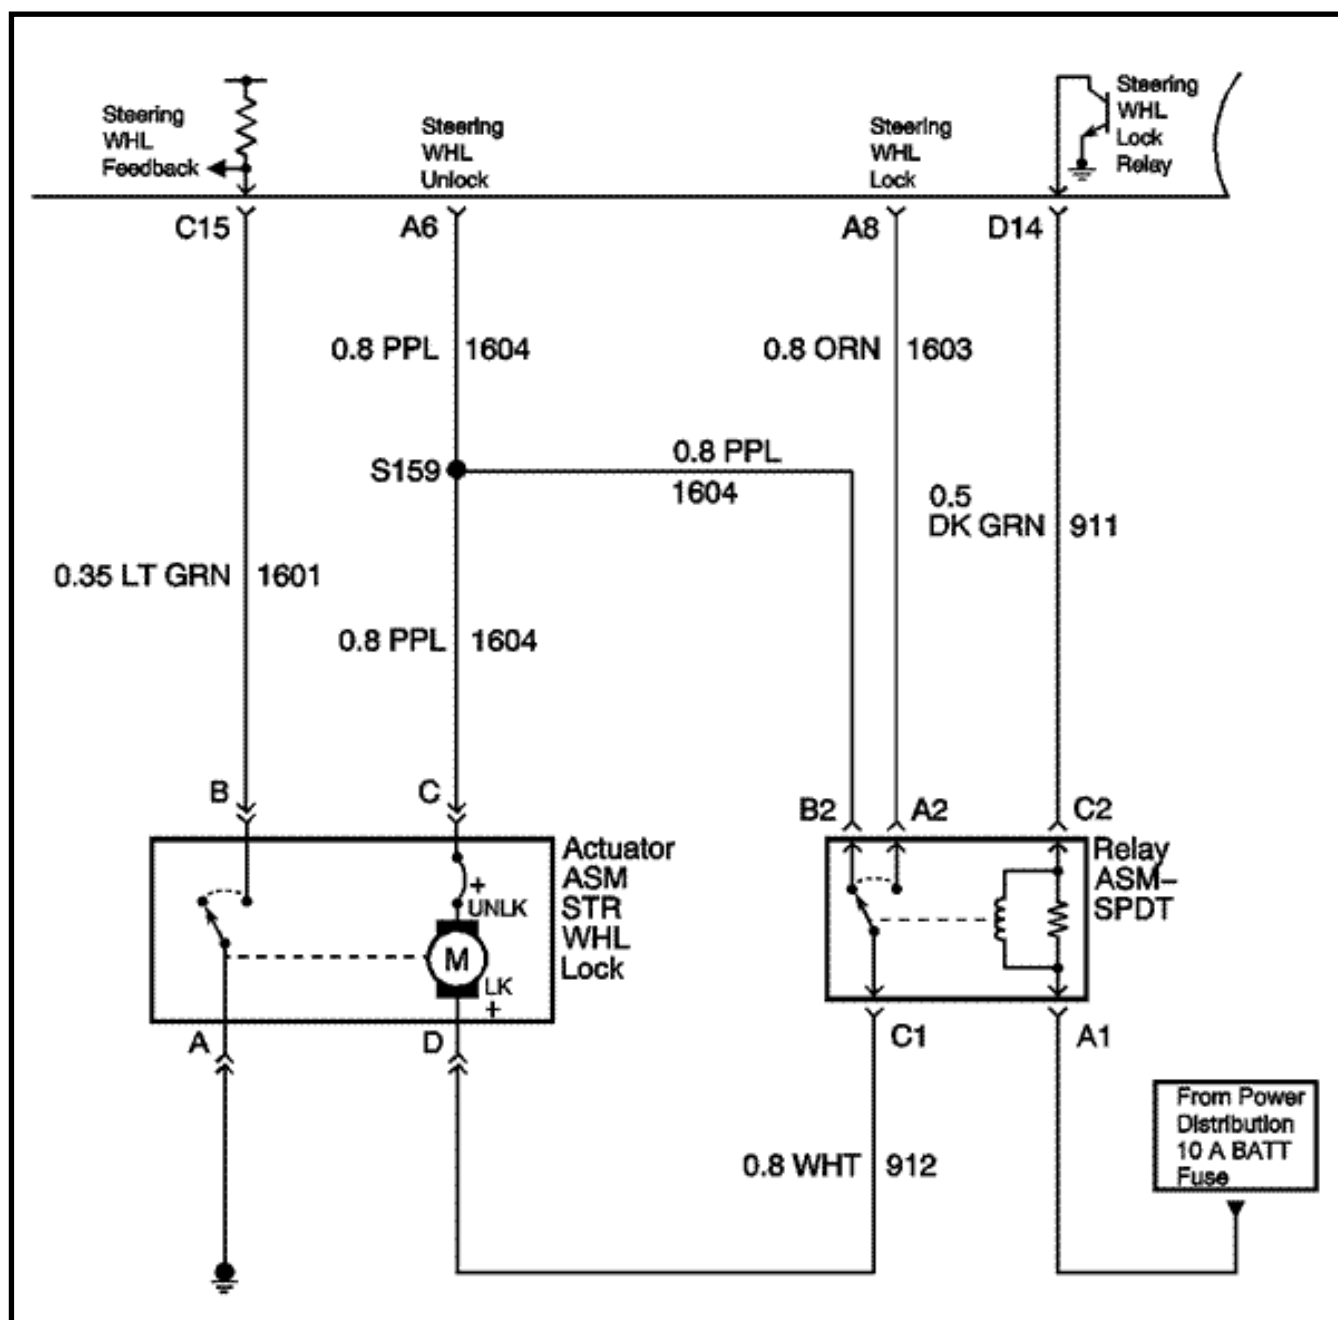 Steering
WHL
Feedback
Steering
WHL
Unlock
Steering
WHL
Lock
Steering
WHL
Lock
Relay
C15
A6
A8
D14
0.8 PPL 1604
0.8 ORN 1603
S159
0.8 PPL
1604
0.5
DK GRN 911
0.35 LT GRN 1601
0.8 PPL 1604
B
C
B2
A2
C2
Actuator
ASM
STR
WHL
Lock
+
UNLK
M
LK
+
Relay
ASM–
SPDT
A
D
C1
A1
0.8 WHT 912
From Power
Distribution
10 A BATT
Fuse